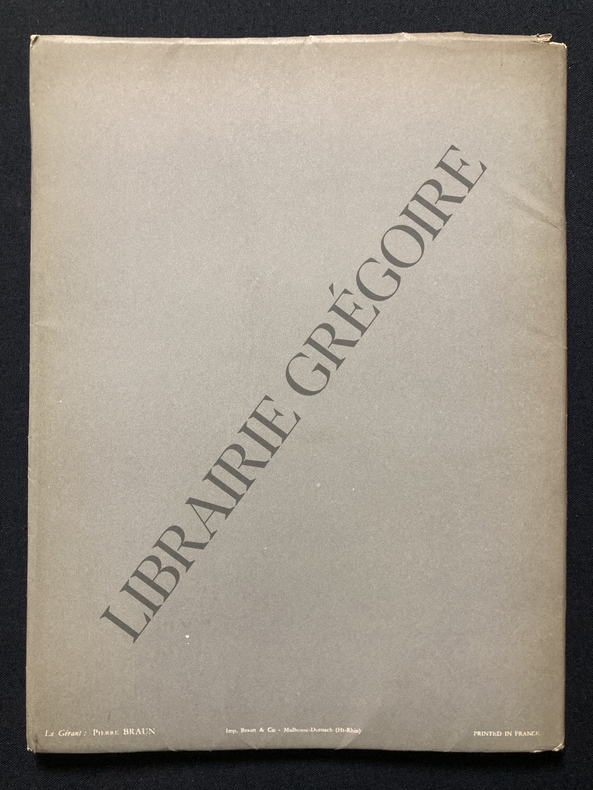 LIBRAIRIE GRÉGOIRE
Le Gérant : PIERRE BRAUN
Imp. Braun & Cie - Mulhouse-Dornach (Ht-Rhin)
PRINTED IN FRANCE